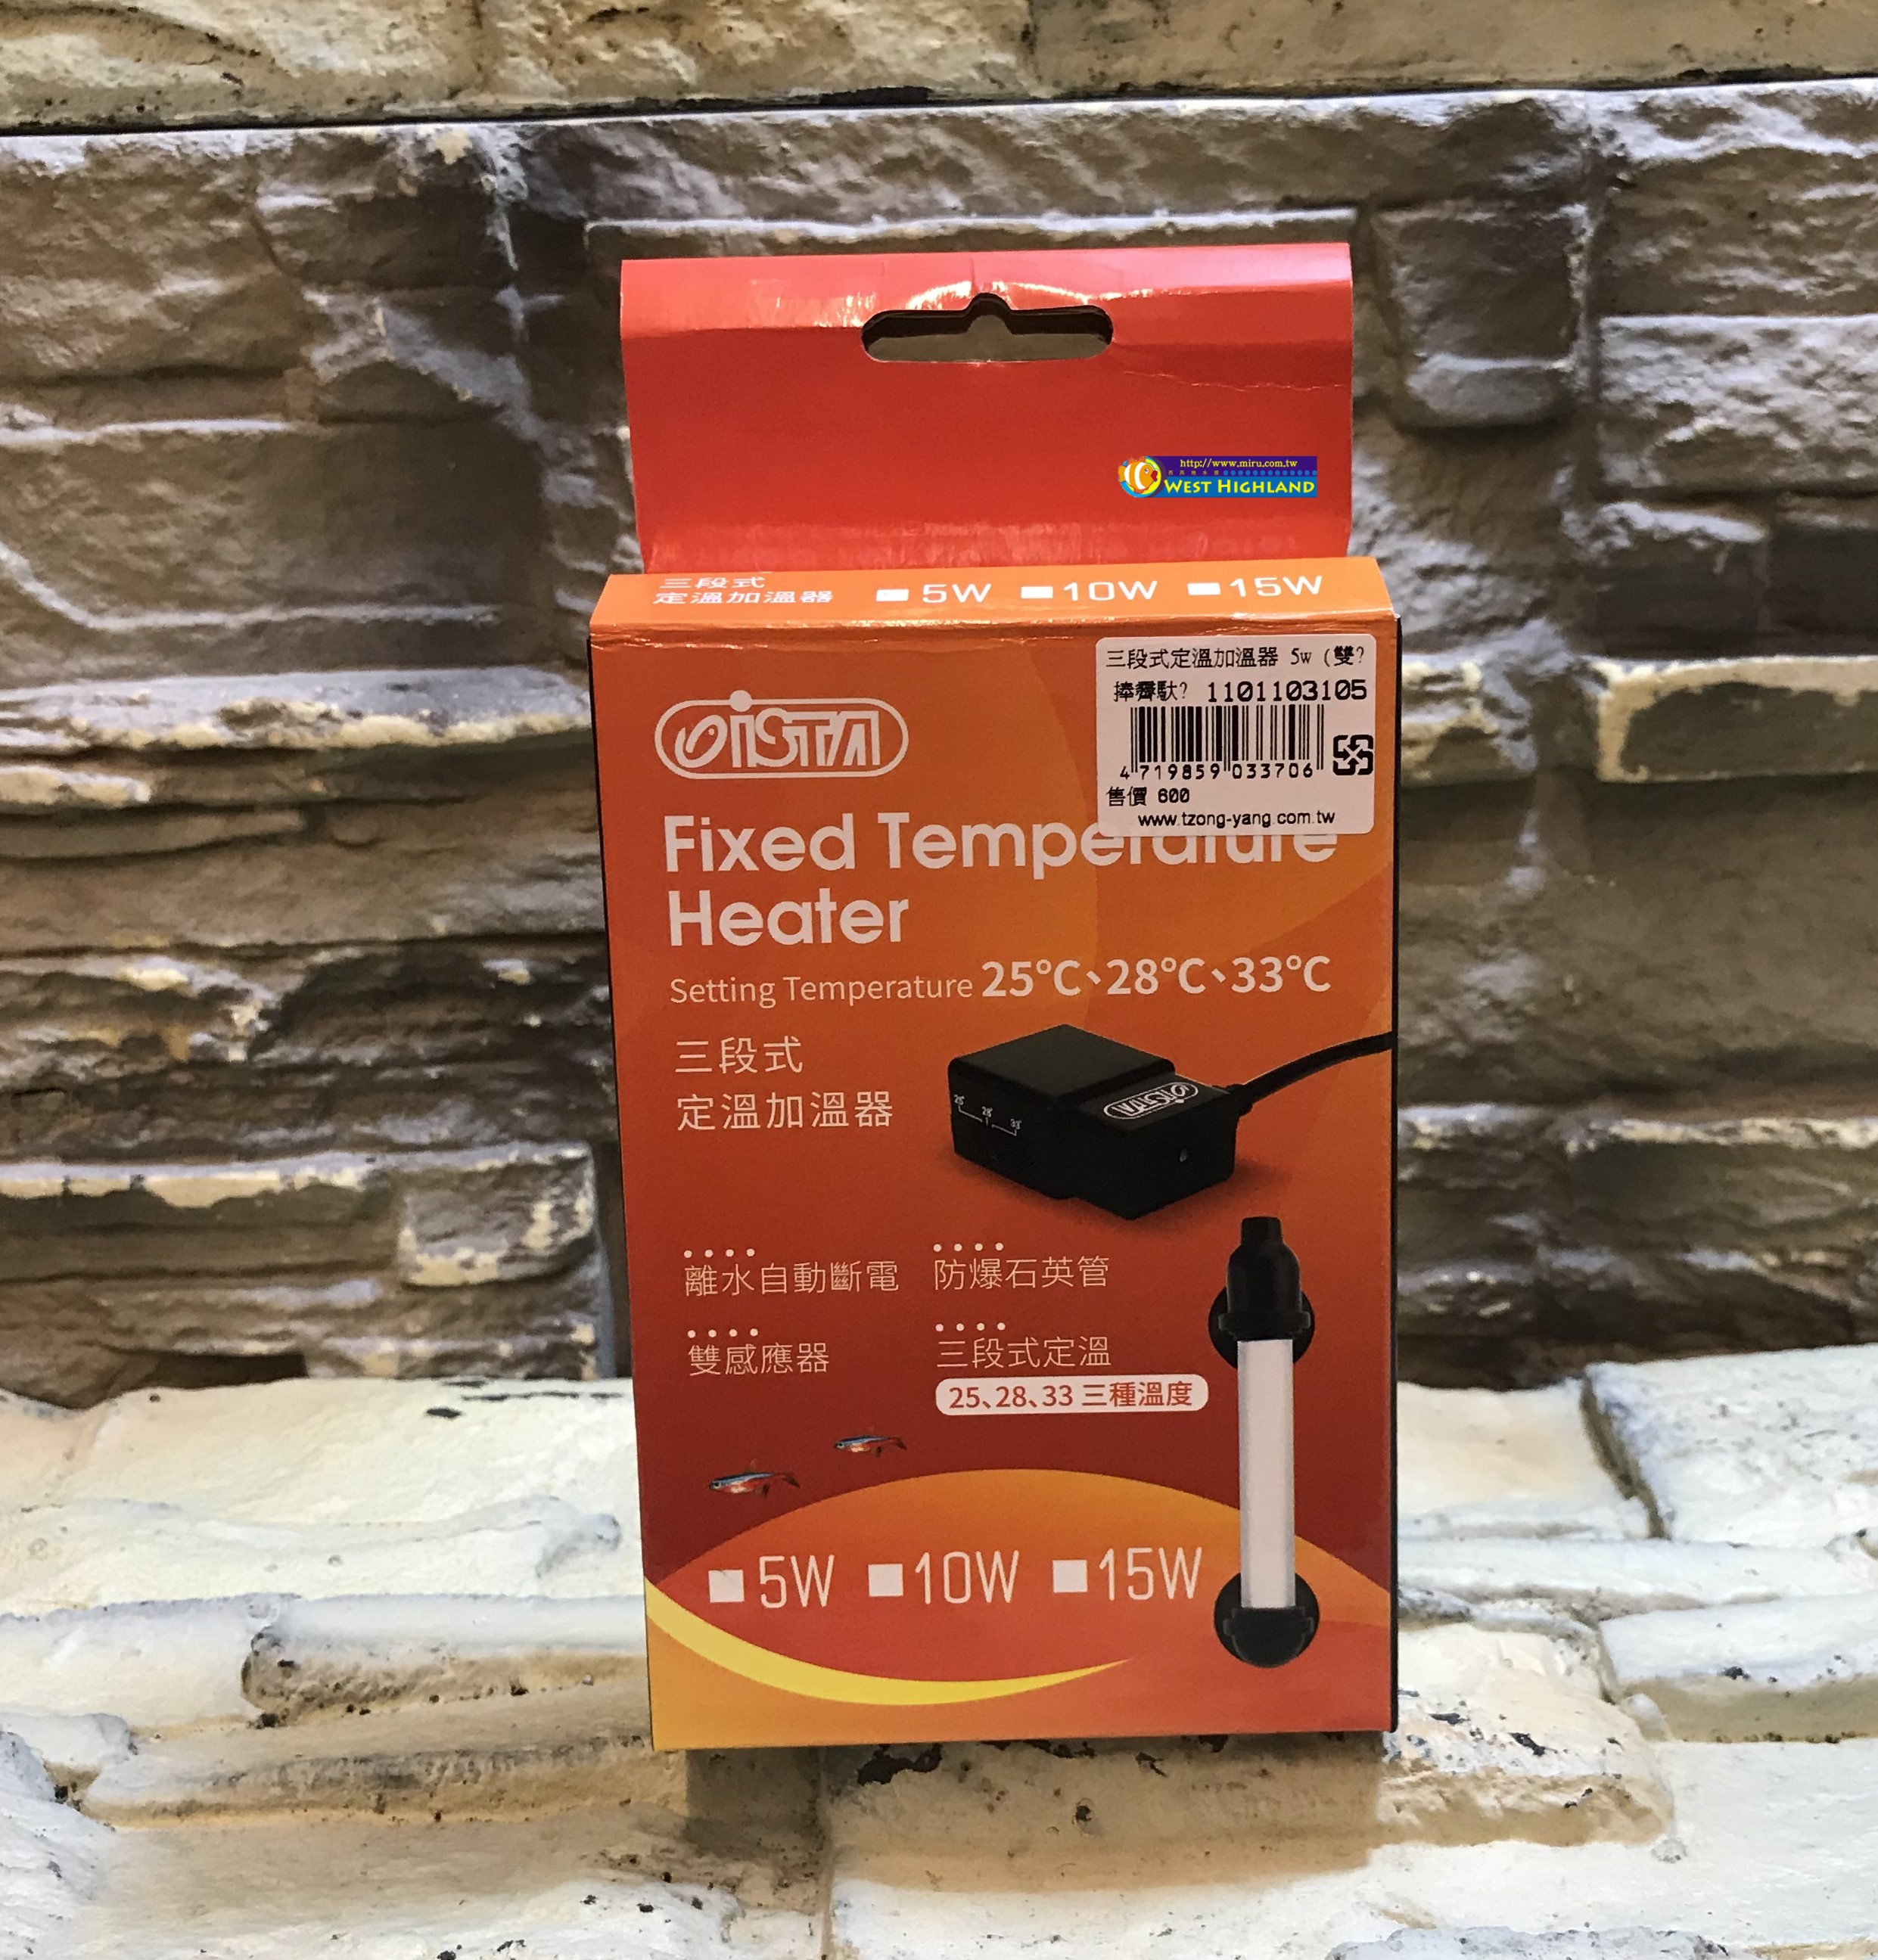 http://www.miru.com.tw
WEST HIGHLAND
三段式
定溫加溫器 5W 10W 15W
三段式定溫加溫器 5w (雙?
1101103105
4 719859 033706
售價 600
www.tzong-yang.com.tw
ISTA
Fixed Temperature
Heater
Setting Temperature 25°C、28°C、33°C
三段式
定溫加溫器
25° 28° 33°
ISTA
離水自動斷電 防爆石英管
雙感應器 三段式定溫
25、28、33 三種溫度
5W 10W 15W